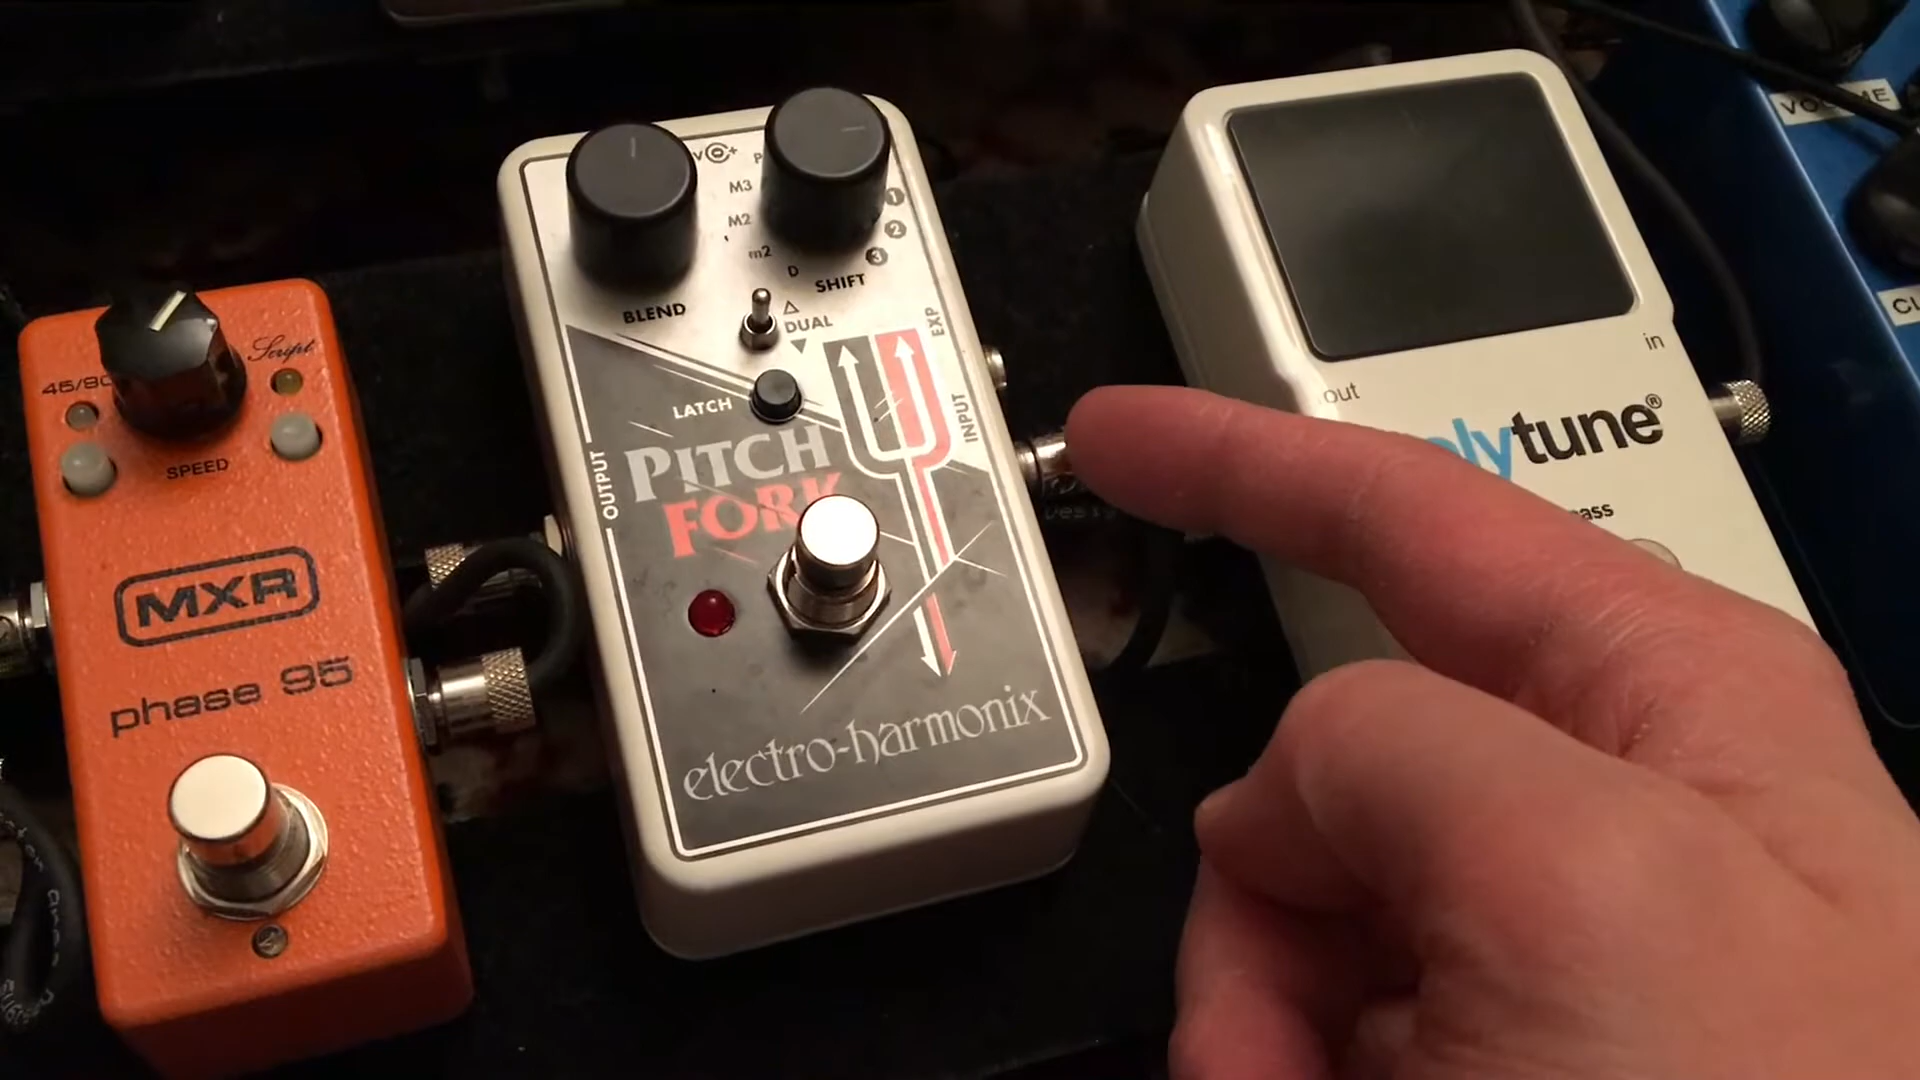 Script
45/90
SPEED
MXR
phase 95
M3
M2
m2
D
1
2
3
SHIFT
BLEND
DUAL
LATCH
EXP
INPUT
OUTPUT
PITCH
FORK
electro-harmonix
in
out
olytune®
VOLUME